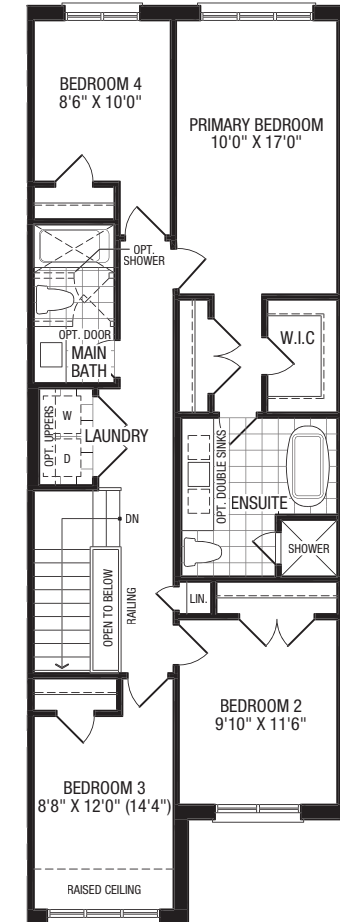 BEDROOM 4
8'6" X 10'0"
PRIMARY BEDROOM
10'0" X 17'0"
OPT.
SHOWER
OPT. DOOR
MAIN
BATH
W.I.C
OPT. UPPERS
W
D
LAUNDRY
OPT. DOUBLE SINKS
ENSUITE
SHOWER
DN
OPEN TO BELOW
RAILING
LIN.
BEDROOM 2
9'10" X 11'6"
BEDROOM 3
8'8" X 12'0" (14'4")
RAISED CEILING